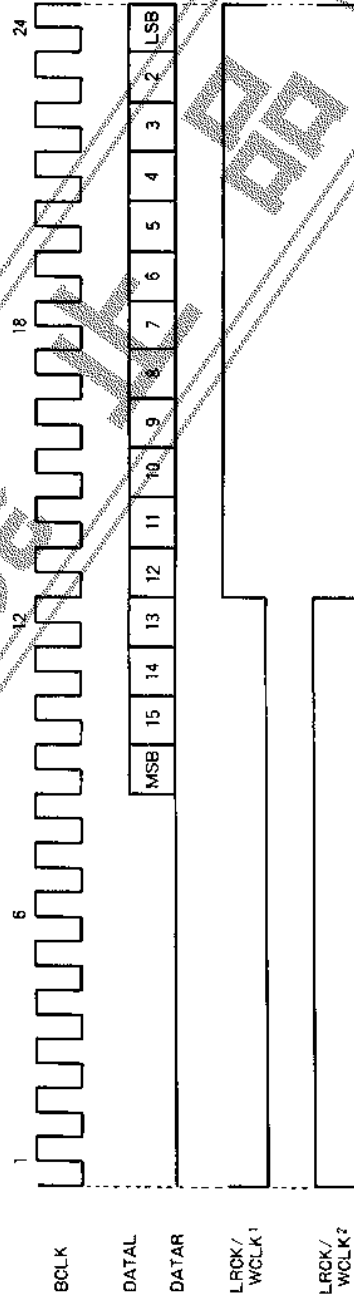 1 6 12 18 24
BCLK
DATAL
MSB 15 14 13 12 11 10 9 8 7 6 5 4 3 2 LSB
DATAR
LRCK/
WCLK¹
LRCK/
WCLK²